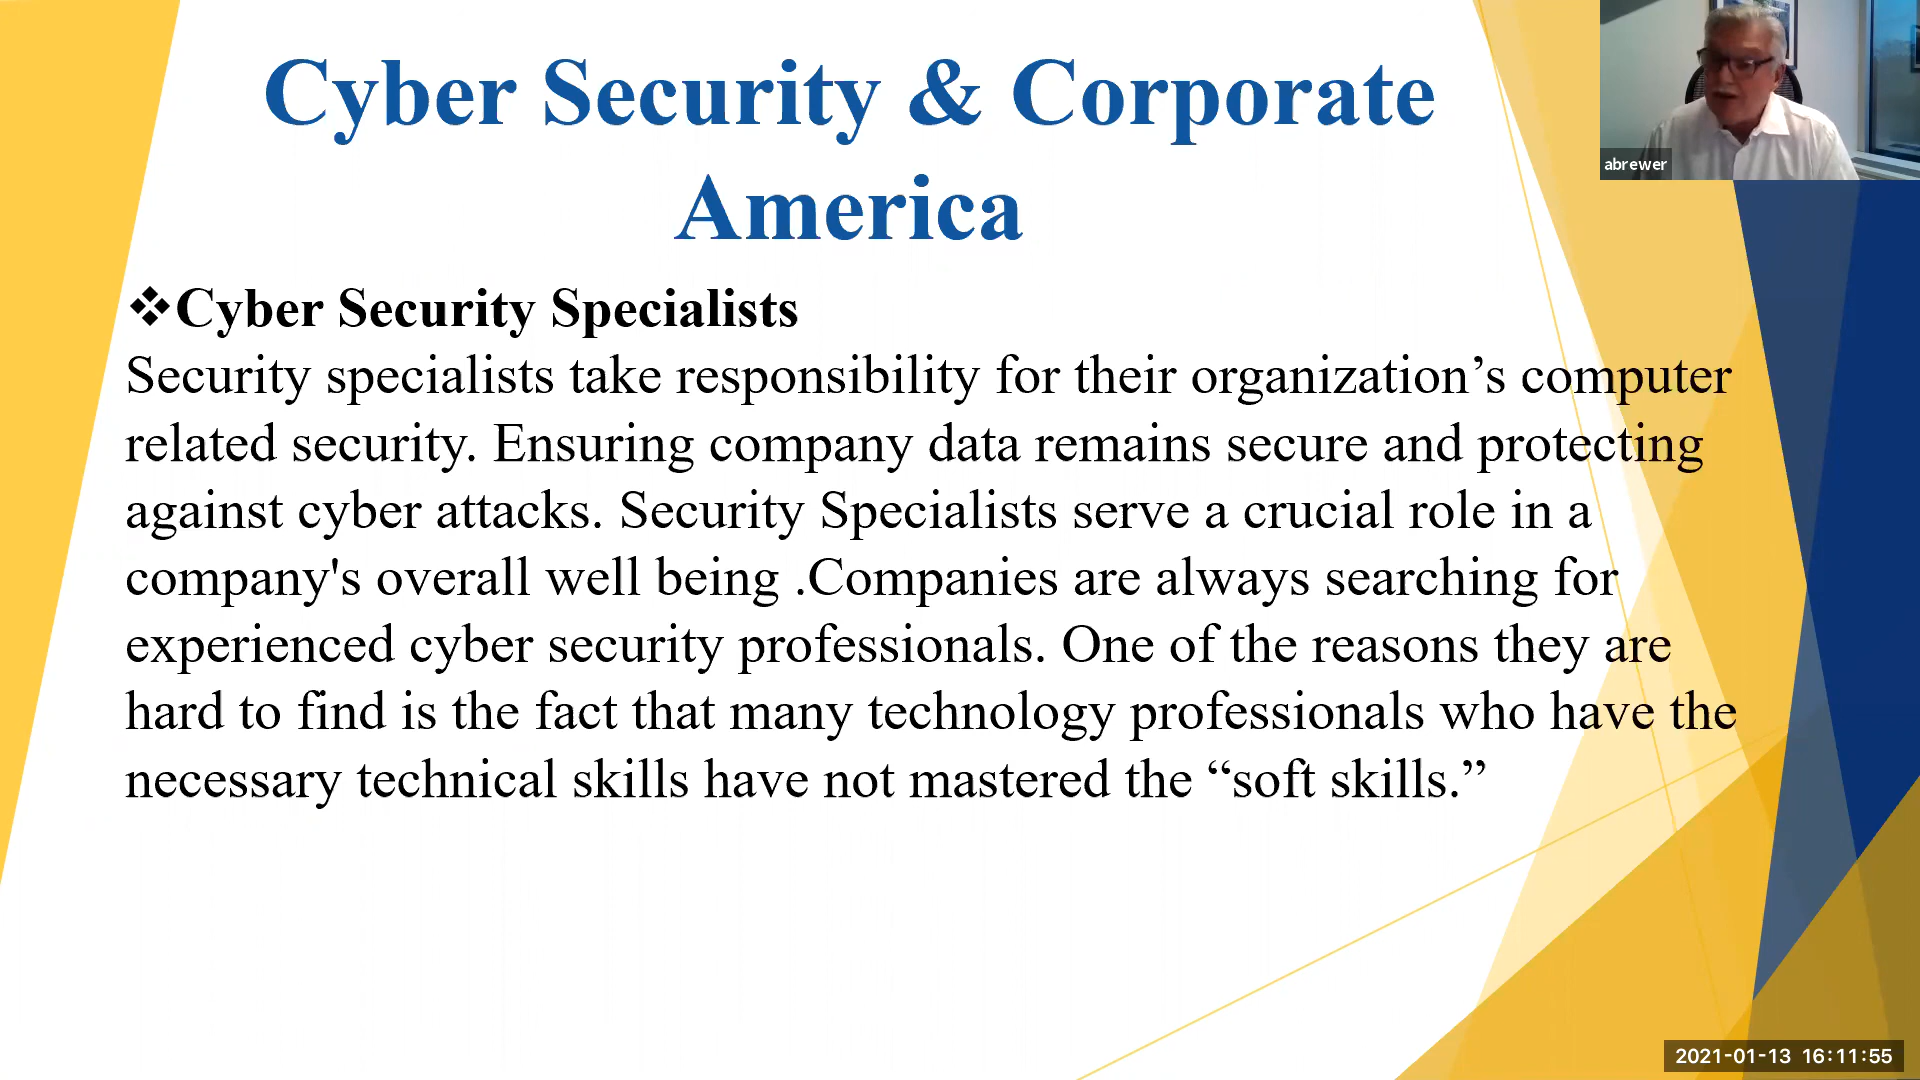 Cyber Security & Corporate
America
❖Cyber Security Specialists
Security specialists take responsibility for their organization’s computer
related security. Ensuring company data remains secure and protecting
against cyber attacks. Security Specialists serve a crucial role in a
company's overall well being .Companies are always searching for
experienced cyber security professionals. One of the reasons they are
hard to find is the fact that many technology professionals who have the
necessary technical skills have not mastered the “soft skills.”
abrewer
2021-01-13 16:11:55